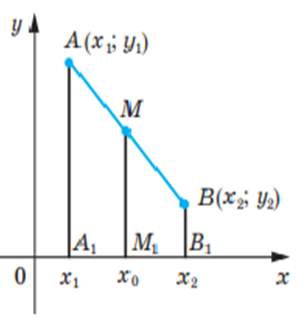 y
A(x₁; y₁)
M
B(x₂; y₂)
A₁ M₁ B₁
0 x₁ x₀ x₂ x